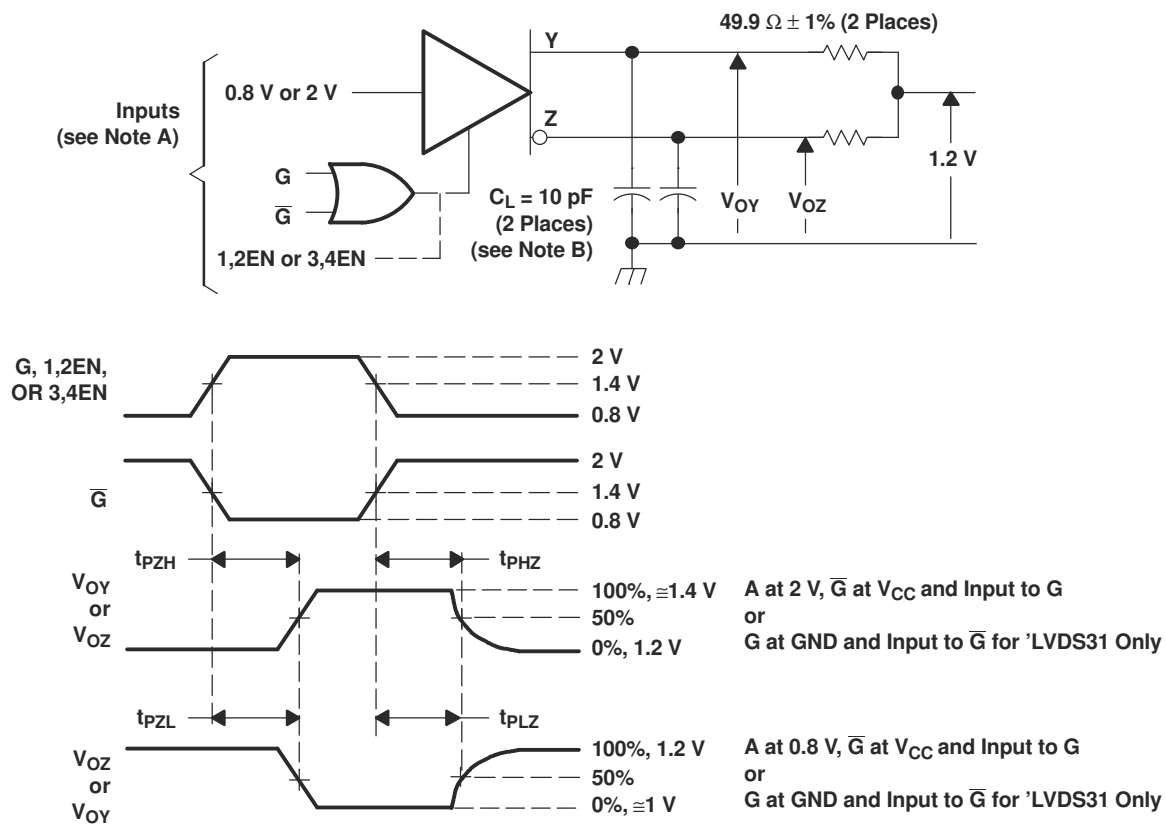 49.9 Ω ± 1% (2 Places)
Y
0.8 V or 2 V
Inputs
(see Note A)
Z
1.2 V
G
G̅
C_L = 10 pF
(2 Places)
(see Note B)
V_OY
V_OZ
1,2EN or 3,4EN
G, 1,2EN,
OR 3,4EN
2 V
1.4 V
0.8 V
G̅
2 V
1.4 V
0.8 V
t_PZH
t_PHZ
V_OY
or
V_OZ
100%, ≅1.4 V
50%
0%, 1.2 V
A at 2 V, G̅ at V_CC and Input to G
or
G at GND and Input to G̅ for ’LVDS31 Only
t_PZL
t_PLZ
V_OZ
or
V_OY
100%, 1.2 V
50%
0%, ≅1 V
A at 0.8 V, G̅ at V_CC and Input to G
or
G at GND and Input to G̅ for ’LVDS31 Only